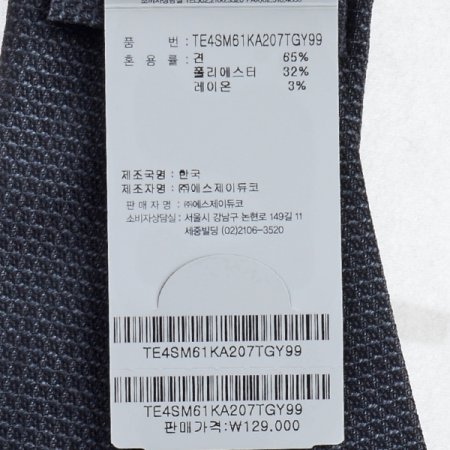 품 번 : TE4SM61KA207TGY99
혼 용 률 : 견 65%
폴리에스터 32%
레이온 3%
제조국명 : 한국
제조자명 : ㈜에스제이듀코
판 매 자 명 : ㈜에스제이듀코
소비자상담실 : 서울시 강남구 논현로 149길 11
세중빌딩 (02)2106-3520
TE4SM61KA207TGY99
TE4SM61KA207TGY99
판매가격:₩129,000